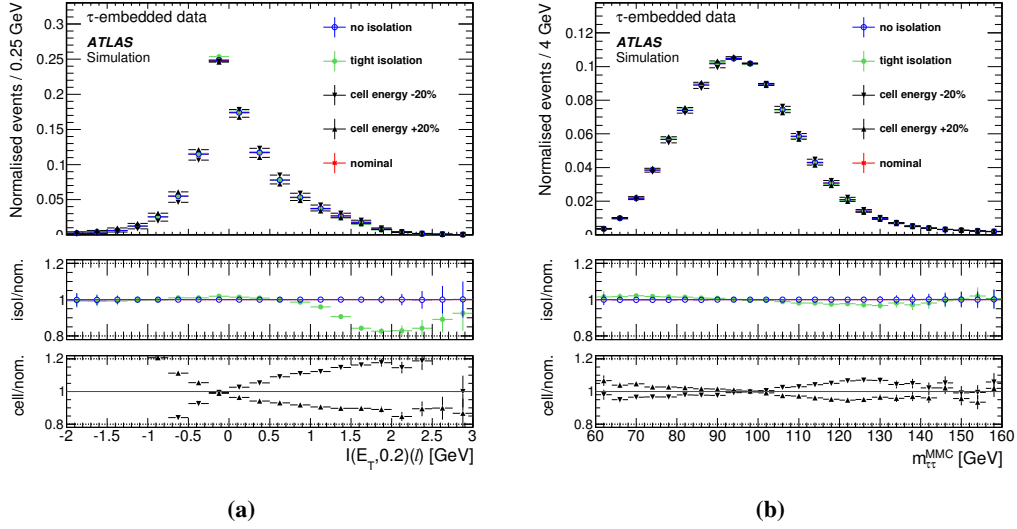 τ-embedded data
ATLAS
Simulation
no isolation
tight isolation
cell energy -20%
cell energy +20%
nominal
Normalised events / 0.25 GeV
0.3
0.25
0.2
0.15
0.1
0.05
0
isol/nom.
1.2
1
0.8
cell/nom.
1.2
1
0.8
-2 -1.5 -1 -0.5 0 0.5 1 1.5 2 2.5 3
I(E_T,0.2)(l) [GeV]
(a)
τ-embedded data
ATLAS
Simulation
no isolation
tight isolation
cell energy -20%
cell energy +20%
nominal
Normalised events / 4 GeV
0.12
0.1
0.08
0.06
0.04
0.02
0
isol/nom.
1.2
1
0.8
cell/nom.
1.2
1
0.8
60 70 80 90 100 110 120 130 140 150 160
m_ττ^MMC [GeV]
(b)